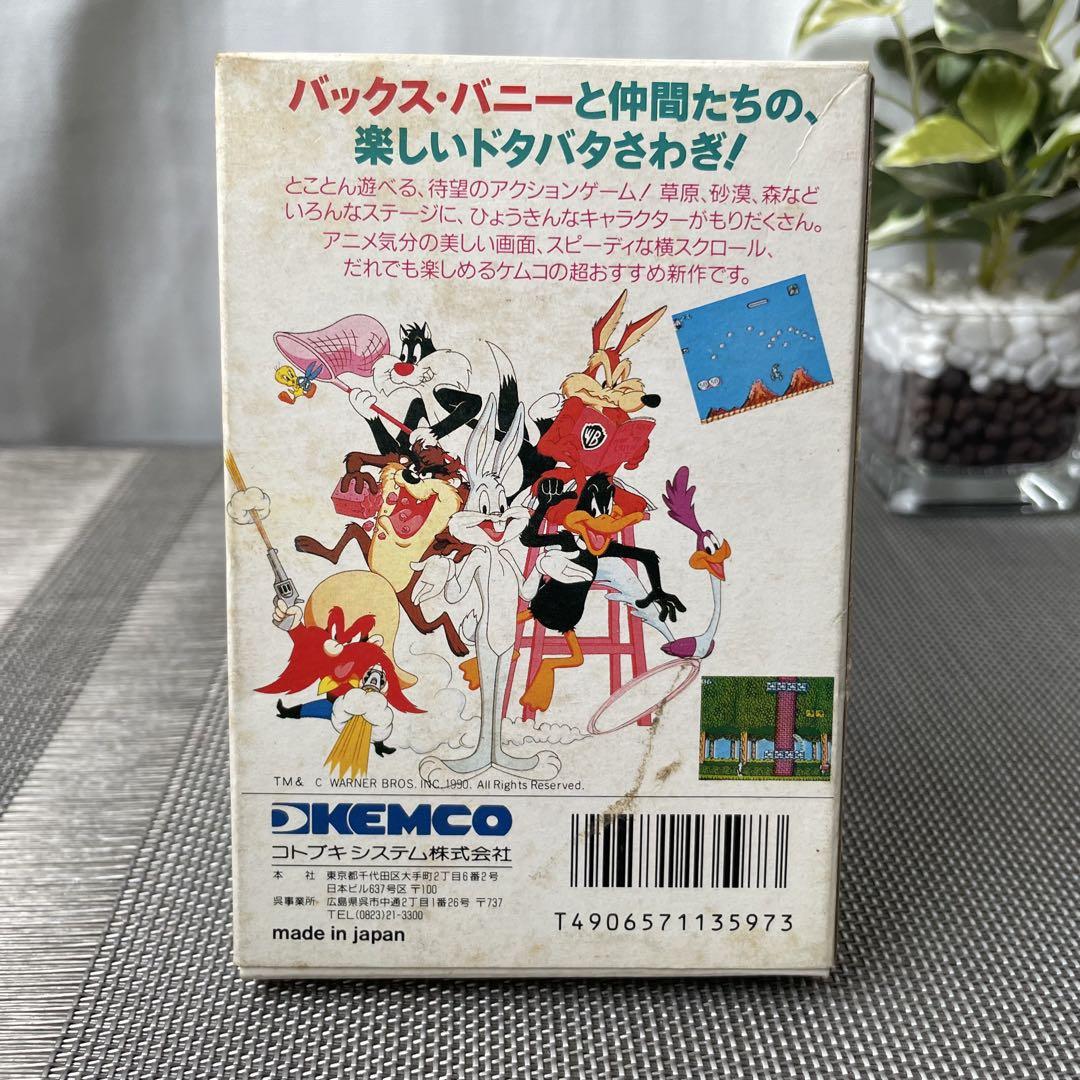 バックス・バニーと仲間たちの、
楽しいドタバタさわぎ!
とことん遊べる、待望のアクションゲーム! 草原、砂漠、森など
いろんなステージに、ひょうきんなキャラクターがもりだくさん。
アニメ気分の美しい画面、スピーディな横スクロール、
だれでも楽しめるケムコの超おすすめ新作です。
WB
TM & C WARNER BROS. INC. 1990. All Rights Reserved.
KEMCO
コトブキシステム株式会社
本 社 東京都千代田区大手町2丁目6番2号
日本ビル637号区 〒100
呉事業所 広島県呉市中通2丁目1番26号 〒737
TEL(0823)21-3300
made in japan
T4906571135973